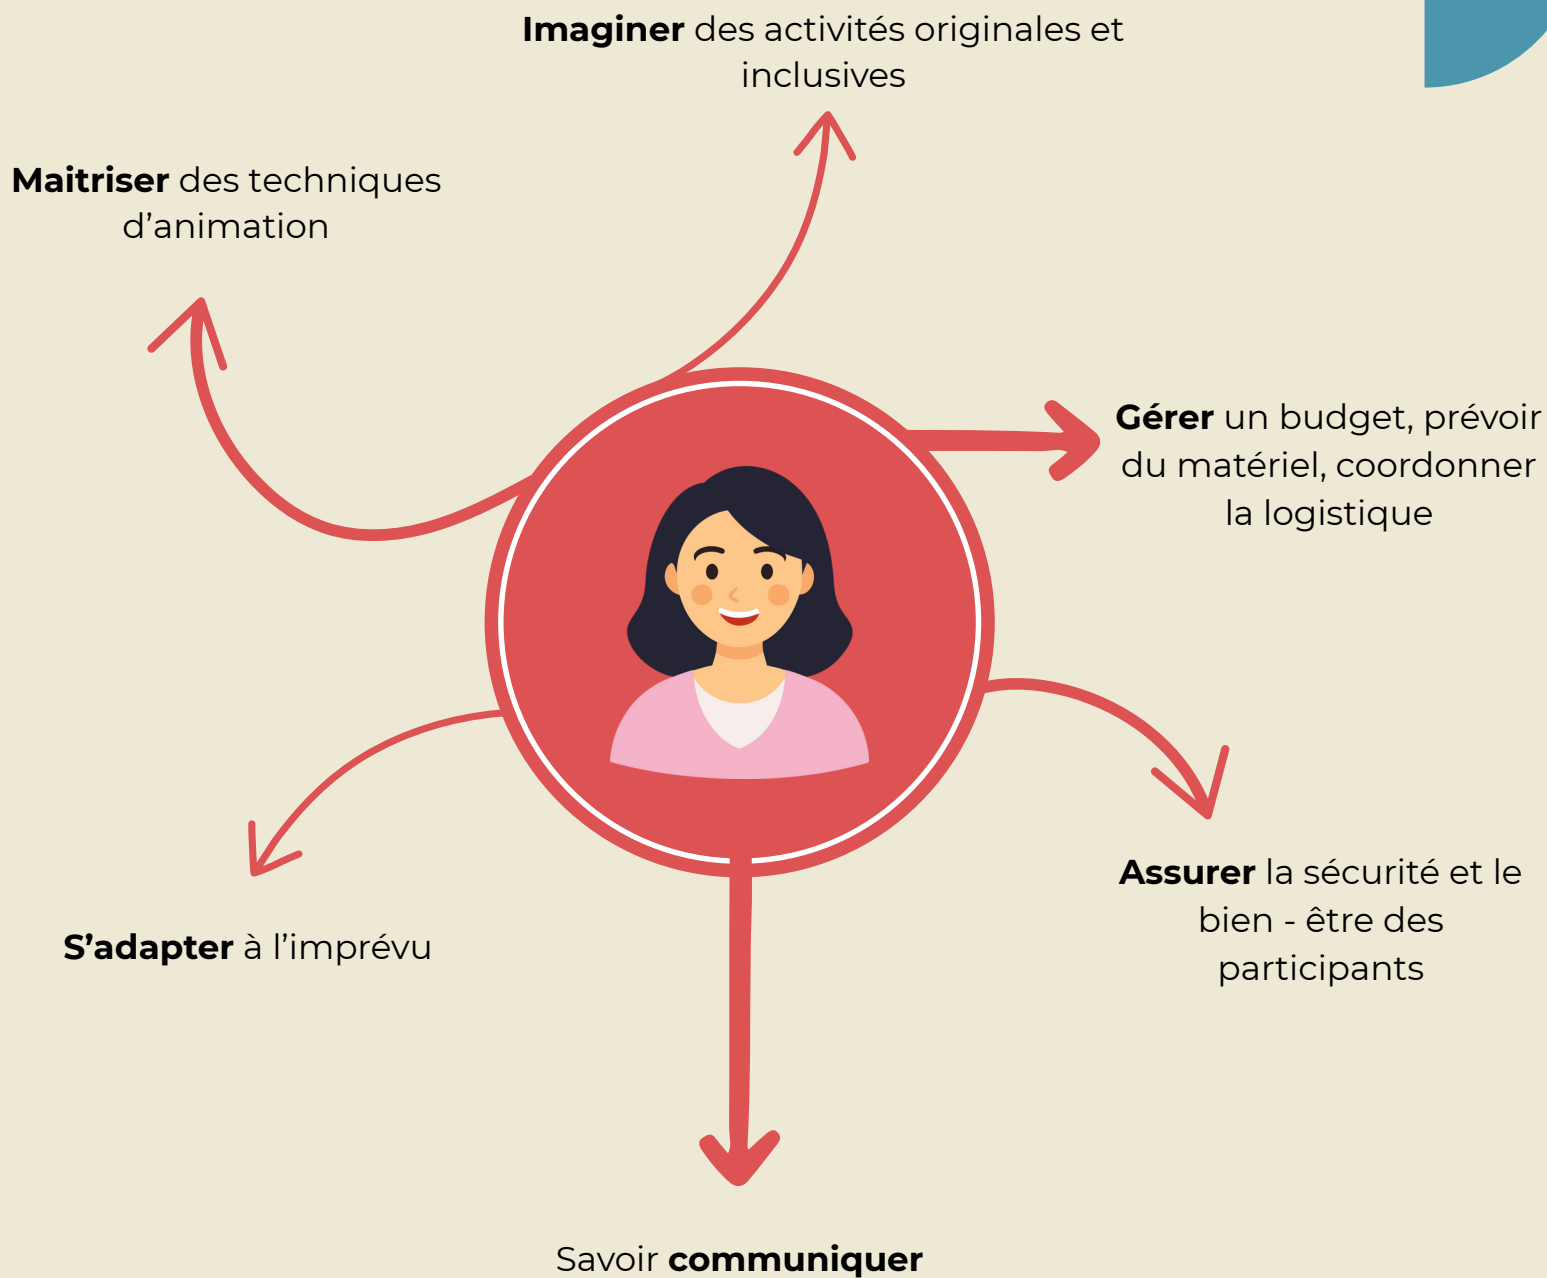 Imaginer des activités originales et
inclusives
Maitriser des techniques
d’animation
Gérer un budget, prévoir
du matériel, coordonner
la logistique
Assurer la sécurité et le
bien - être des
participants
S’adapter à l’imprévu
Savoir communiquer